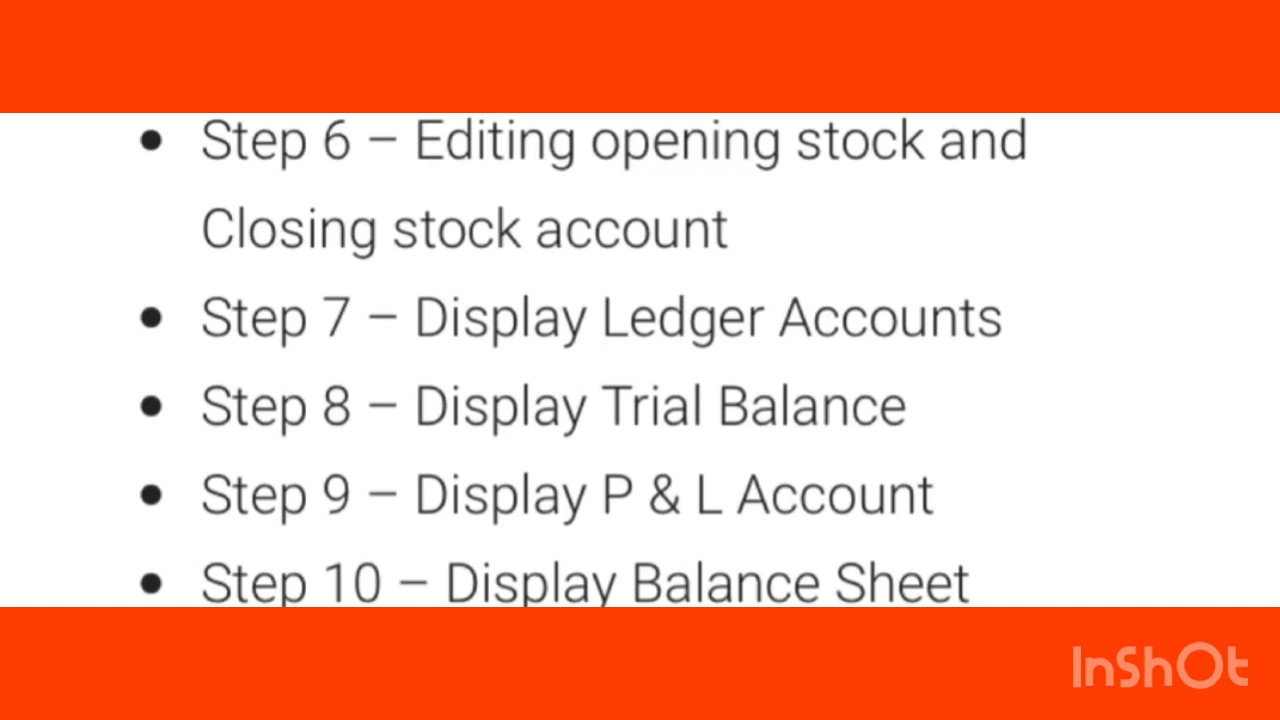 • Step 6 – Editing opening stock and
Closing stock account
• Step 7 – Display Ledger Accounts
• Step 8 – Display Trial Balance
• Step 9 – Display P & L Account
• Step 10 – Display Balance Sheet
InShOt